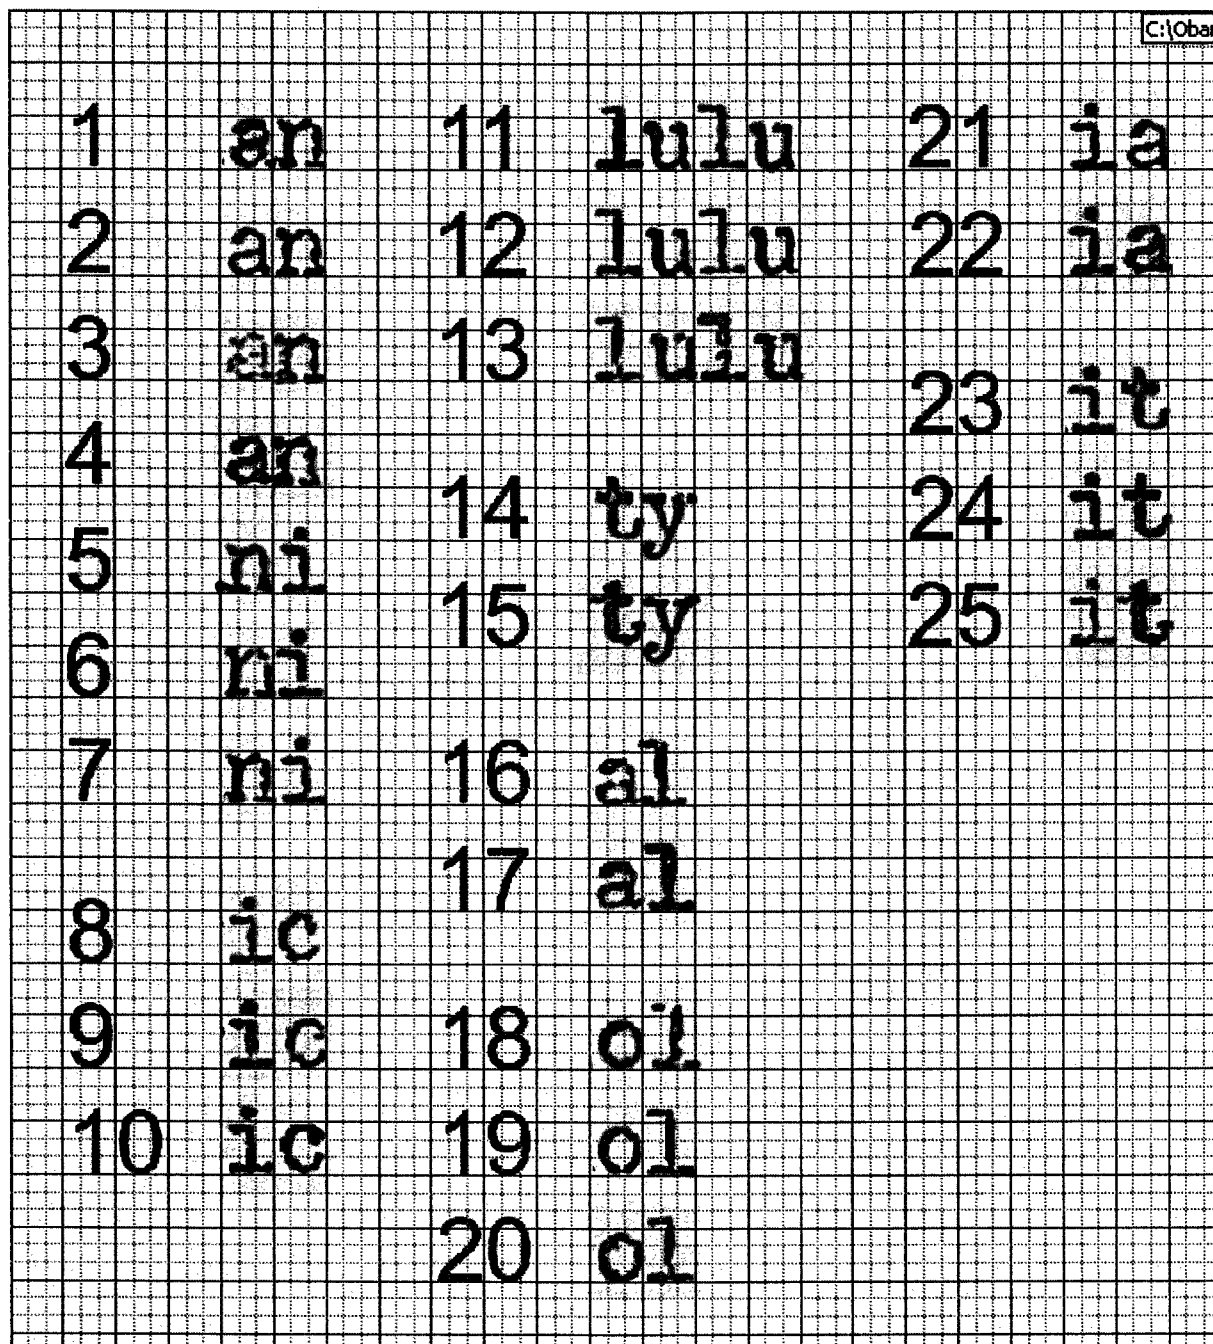 C:\Obam
1 an 11 lulu 21 ia
2 an 12 lulu 22 ia
3 an 13 lulu
23 it
4 an
14 ty 24 it
5 ni
15 ty 25 it
6 ni
7 ni 16 al
17 al
8 ic
9 ic 18 ol
10 ic 19 ol
20 ol